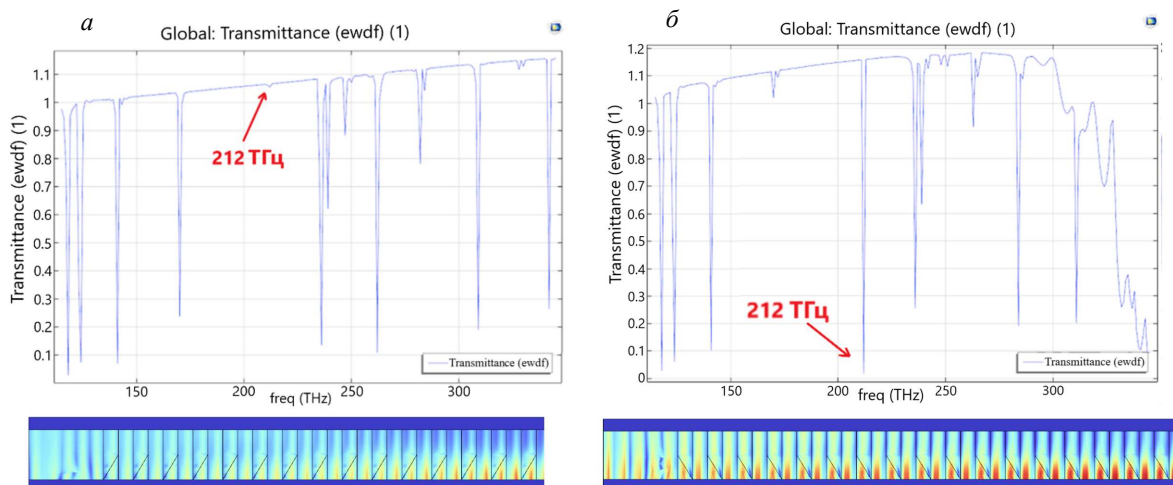 а
Global: Transmittance (ewdf) (1)
Transmittance (ewdf) (1)
1.1
1
0.9
0.8
0.7
0.6
0.5
0.4
0.3
0.2
0.1
212 ТГц
Transmittance (ewdf)
150
200
250
300
freq (THz)
б
Global: Transmittance (ewdf) (1)
Transmittance (ewdf) (1)
1.2
1.1
1
0.9
0.8
0.7
0.6
0.5
0.4
0.3
0.2
0.1
0
212 ТГц
Transmittance (ewdf)
150
200
250
300
freq (THz)